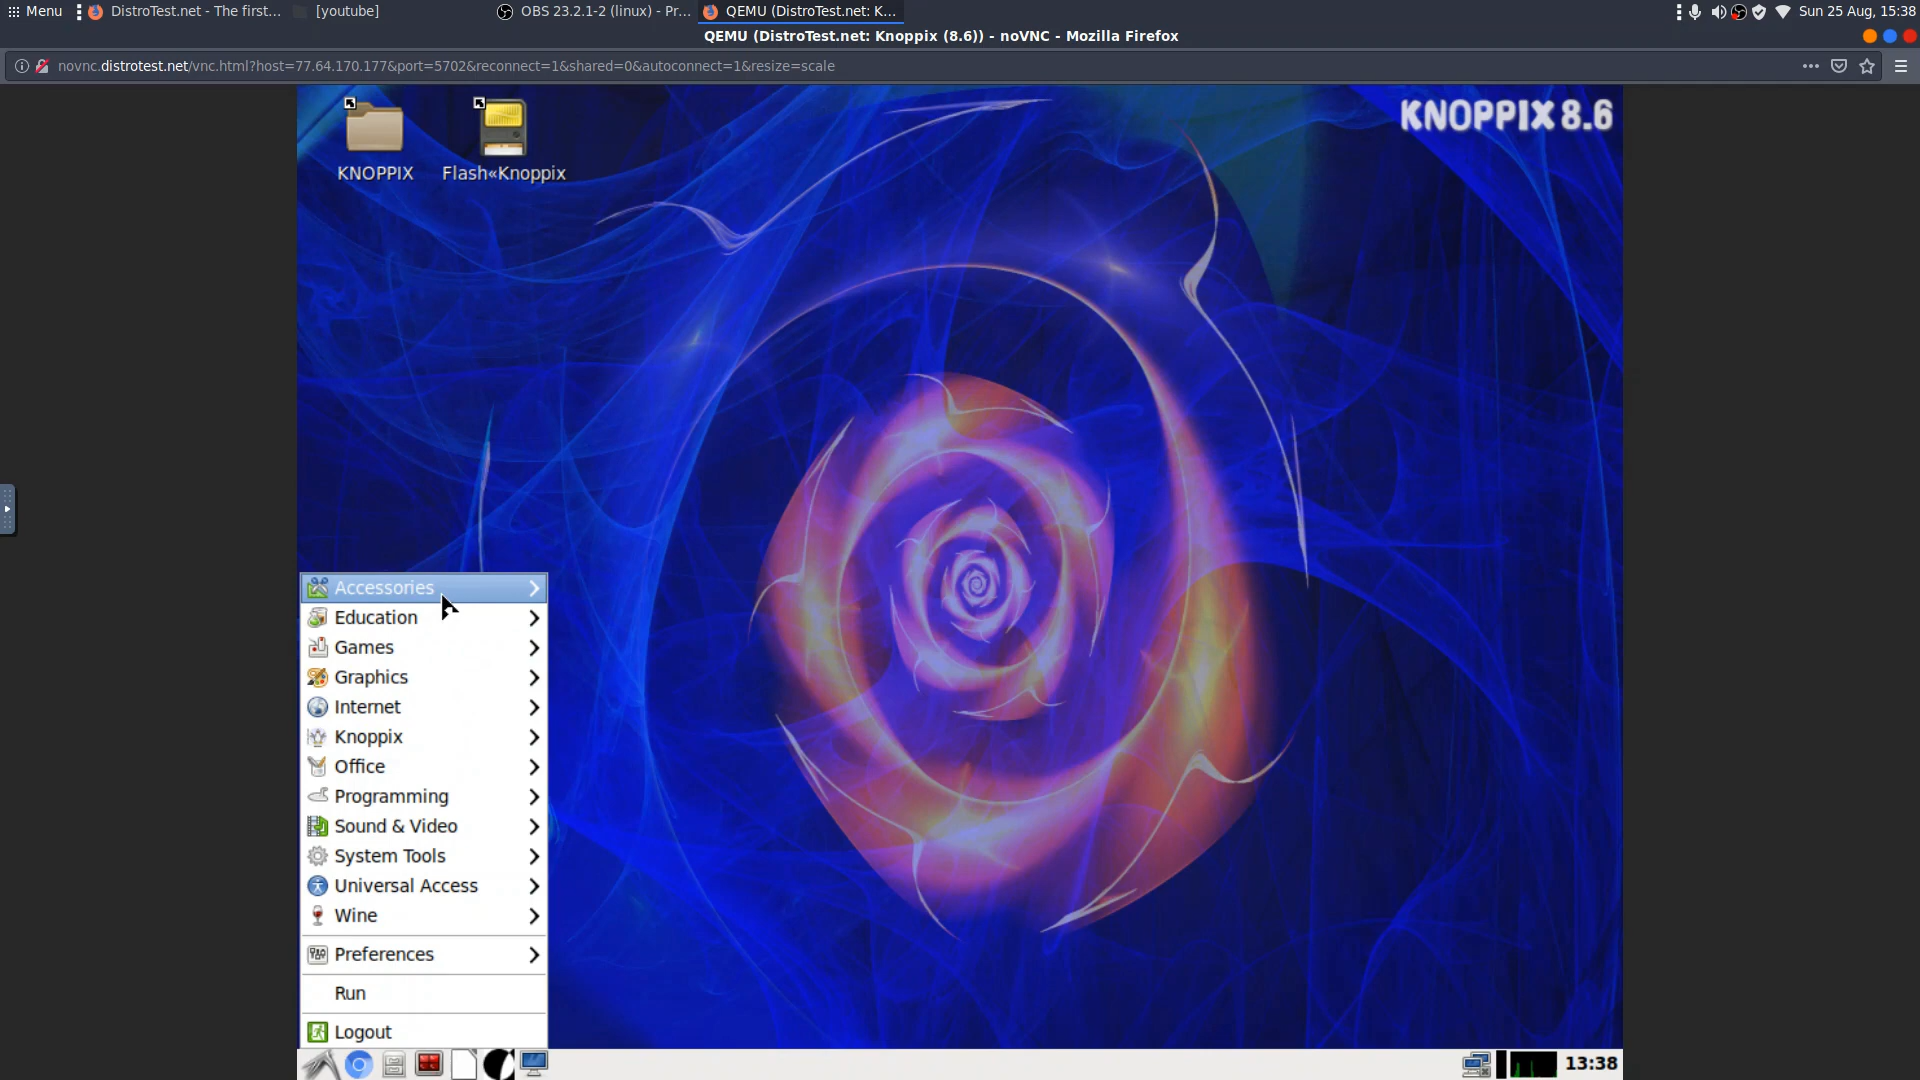 Menu
DistroTest.net - The first...
[youtube]
OBS 23.2.1-2 (linux) - Pr...
QEMU (DistroTest.net: K...
Sun 25 Aug, 15:38
QEMU (DistroTest.net: Knoppix (8.6)) - noVNC - Mozilla Firefox
novnc.distrotest.net/vnc.html?host=77.64.170.177&port=5702&reconnect=1&shared=0&autoconnect=1&resize=scale
KNOPPIX 8.6
KNOPPIX
Flash«Knoppix
Accessories
Education
Games
Graphics
Internet
Knoppix
Office
Programming
Sound & Video
System Tools
Universal Access
Wine
Preferences
Run
Logout
13:38